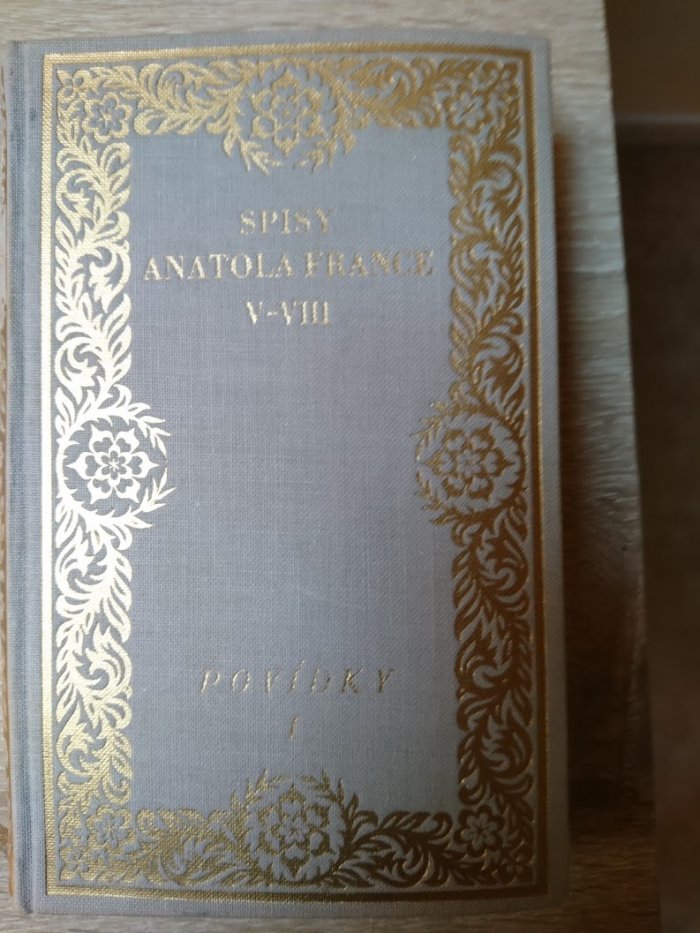 SPISY
ANATOLA FRANCE
V-VIII
POVÍDKY
I